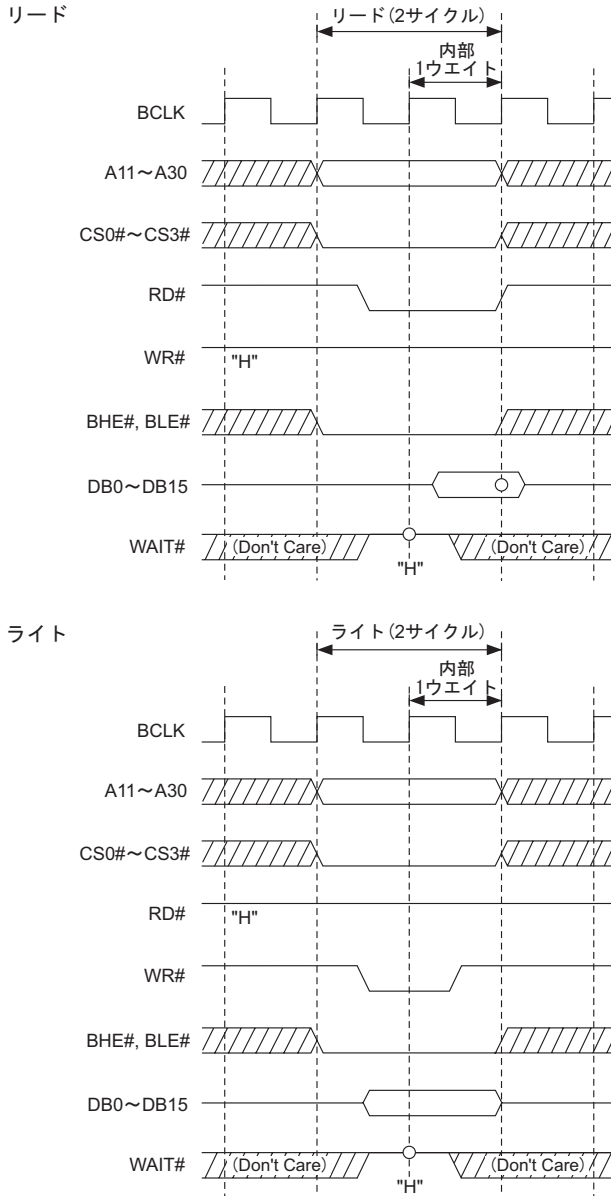 リード
リード(2サイクル)
内部
1ウエイト
BCLK
A11～A30
CS0#～CS3#
RD#
WR#
"H"
BHE#, BLE#
DB0～DB15
WAIT#
(Don't Care)
(Don't Care)
"H"
ライト
ライト(2サイクル)
内部
1ウエイト
BCLK
A11～A30
CS0#～CS3#
RD#
"H"
WR#
BHE#, BLE#
DB0～DB15
WAIT#
(Don't Care)
(Don't Care)
"H"